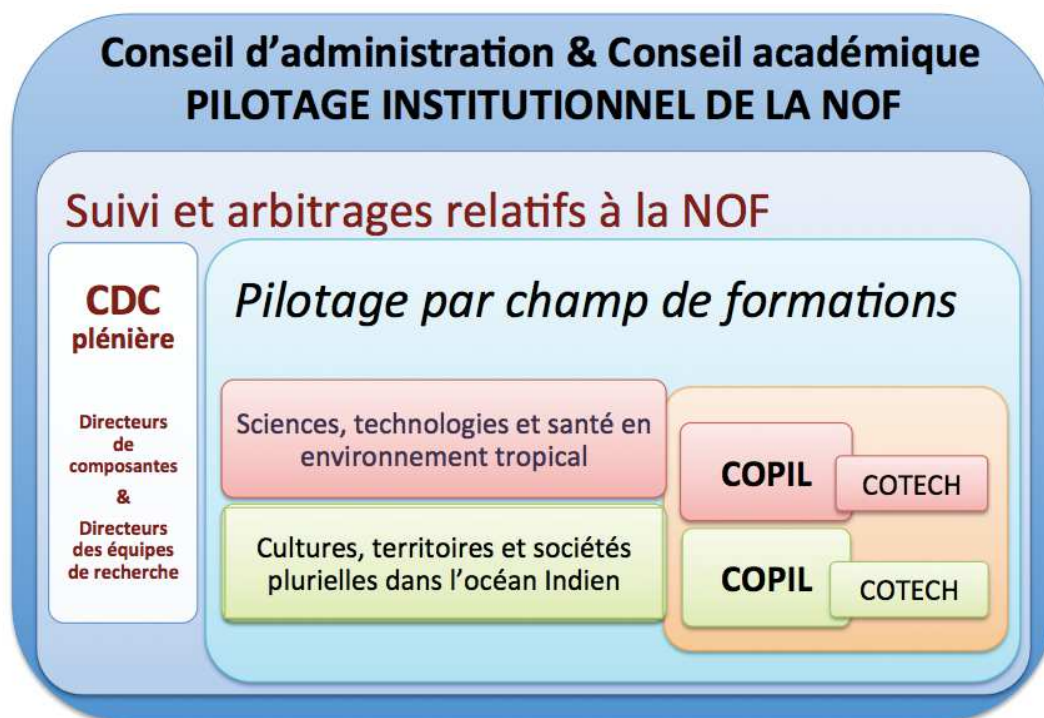 Conseil d'administration & Conseil académique
PILOTAGE INSTITUTIONNEL DE LA NOF
Suivi et arbitrages relatifs à la NOF
CDC
plénière
Directeurs
de
composantes
&
Directeurs
des équipes
de recherche
Pilotage par champ de formations
Sciences, technologies et santé en
environnement tropical
COPIL
COTECH
Cultures, territoires et sociétés
plurielles dans l'océan Indien
COPIL
COTECH